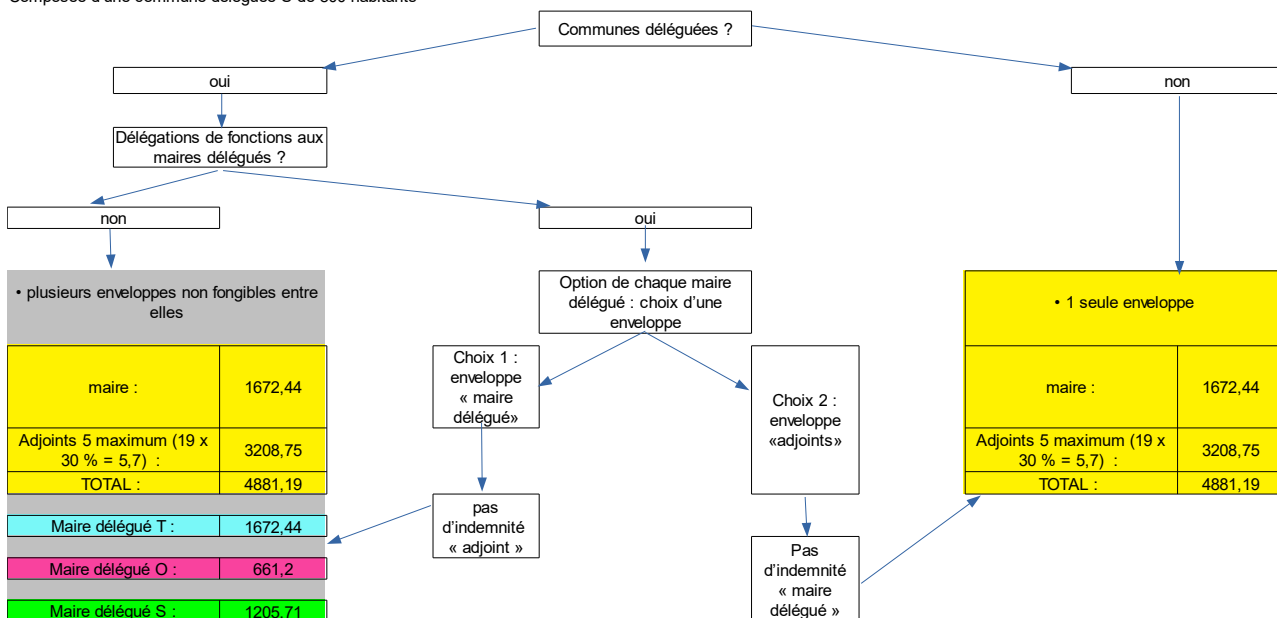 Communes déléguées ?
oui
non
Délégations de fonctions aux
maires délégués ?
non
oui
• plusieurs enveloppes non fongibles entre
elles
Option de chaque maire
délégué : choix d’une
enveloppe
• 1 seule enveloppe
maire :
1672,44
Adjoints 5 maximum (19 x
30 % = 5,7) :
3208,75
TOTAL :
4881,19
Choix 1 :
enveloppe
« maire
délégué»
Choix 2 :
enveloppe
«adjoints»
maire :
1672,44
Adjoints 5 maximum (19 x
30 % = 5,7) :
3208,75
TOTAL :
4881,19
pas
d’indemnité
« adjoint »
Pas
d’indemnité
« maire
délégué »
Maire délégué T :
1672,44
Maire délégué O :
661,2
Maire délégué S :
1205,71